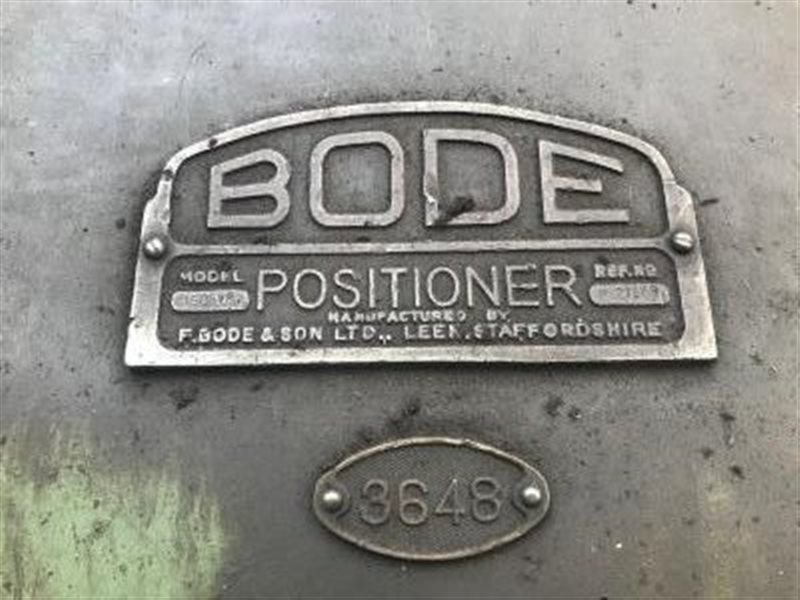 BODE
MODEL POSITIONER REF. NO
MANUFACTURED BY
F. BODE & SON LTD., LEEK, STAFFORDSHIRE
3648